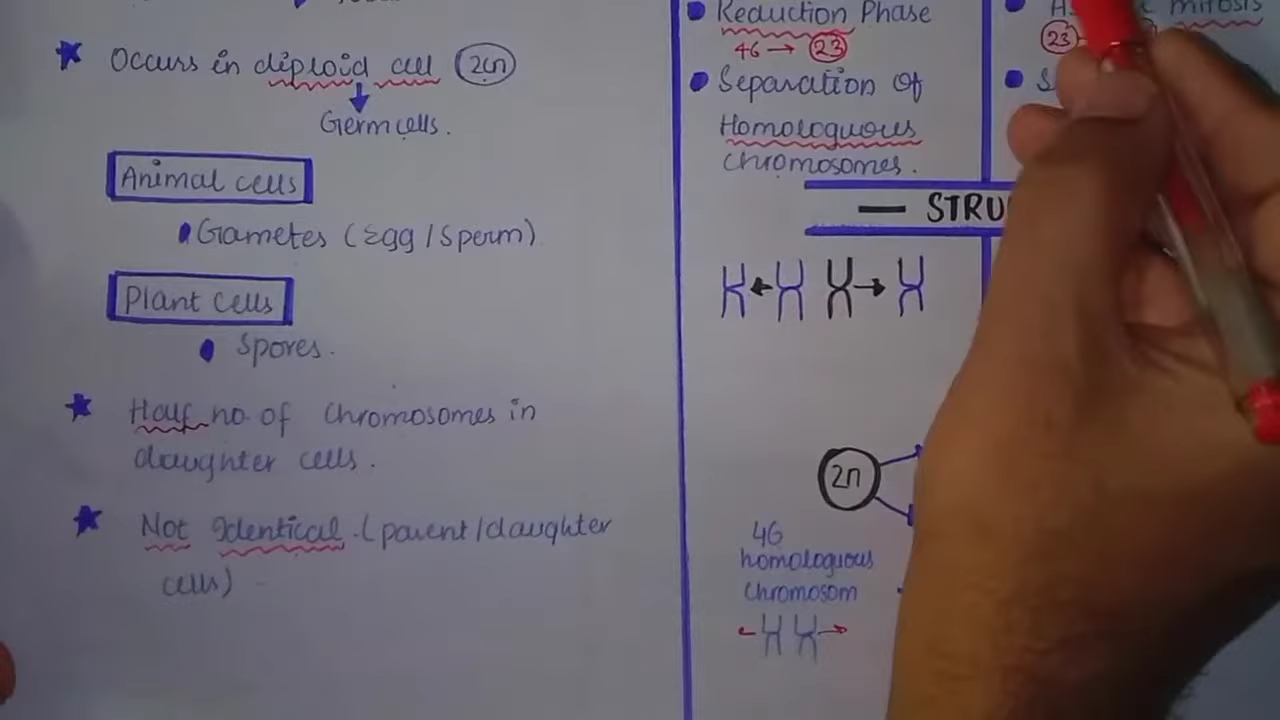 ★ Occurs in diploid cell (2n)
Germ cells.
Animal cells
• Gametes (Egg / Sperm)
Plant cells
• Spores.
★ Half no. of chromosomes in
daughter cells.
★ Not Identical. (parent/daughter
cells)
• Reduction Phase
46 → 23
• Separation of
Homologuous
chromosomes.
mitosis
23
— STRU
2n
46
homologuous
chromosom